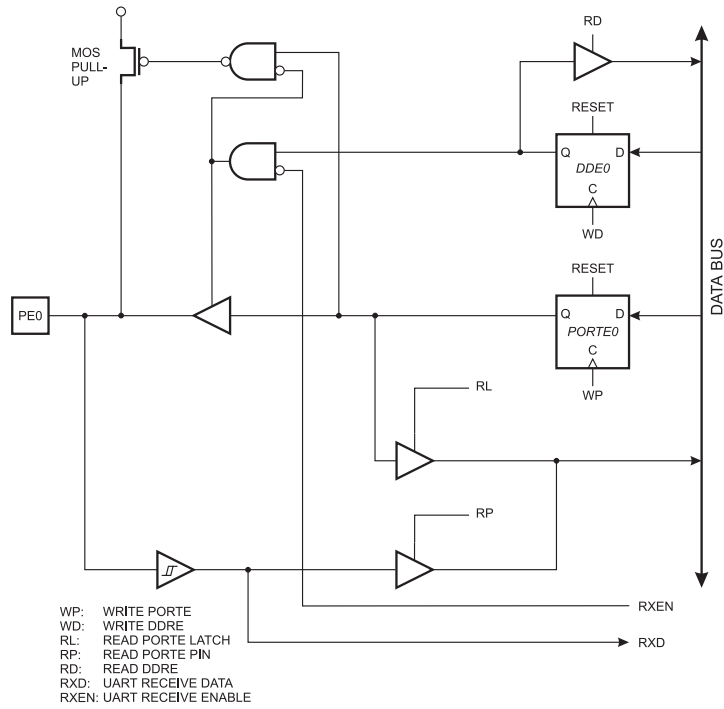 RD
MOS
PULL-
UP
RESET
Q
D
DDE0
C
WD
RESET
PE0
Q
D
PORTE0
C
WP
DATA BUS
RL
RP
RXEN
RXD
WP: WRITE PORTE
WD: WRITE DDRE
RL: READ PORTE LATCH
RP: READ PORTE PIN
RD: READ DDRE
RXD: UART RECEIVE DATA
RXEN: UART RECEIVE ENABLE